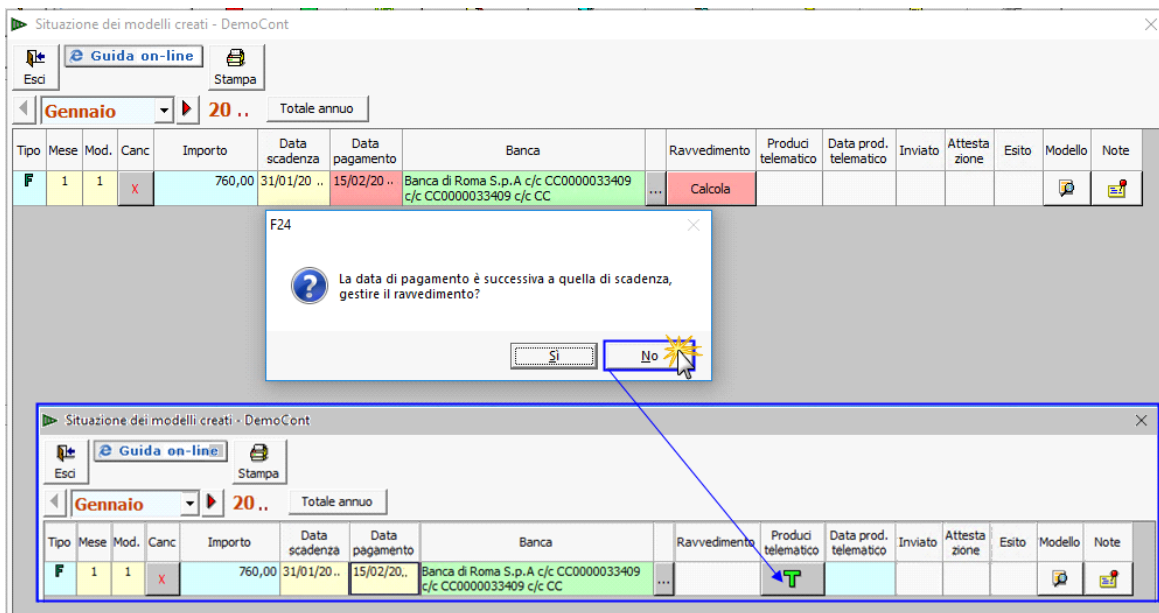 Situazione dei modelli creati - DemoCont
Guida on-line
Esci
Stampa
Gennaio
20 ..
Totale annuo
Tipo Mese Mod. Canc Importo Data scadenza Data pagamento Banca Ravvedimento Produci telematico Data prod. telematico Inviato Attesta zione Esito Modello Note
F 1 1 X 760,00 31/01/20 .. 15/02/20 .. Banca di Roma S.p.A c/c CC0000033409 ... Calcola
c/c CC0000033409 c/c CC
F24
La data di pagamento è successiva a quella di scadenza,
gestire il ravvedimento?
Sì No
Situazione dei modelli creati - DemoCont
Guida on-line
Esci
Stampa
Gennaio
20 ..
Totale annuo
Tipo Mese Mod. Canc Importo Data scadenza Data pagamento Banca Ravvedimento Produci telematico Data prod. telematico Inviato Attesta zione Esito Modello Note
F 1 1 X 760,00 31/01/20.. 15/02/20.. Banca di Roma S.p.A c/c CC0000033409 ... T
c/c CC0000033409 c/c CC